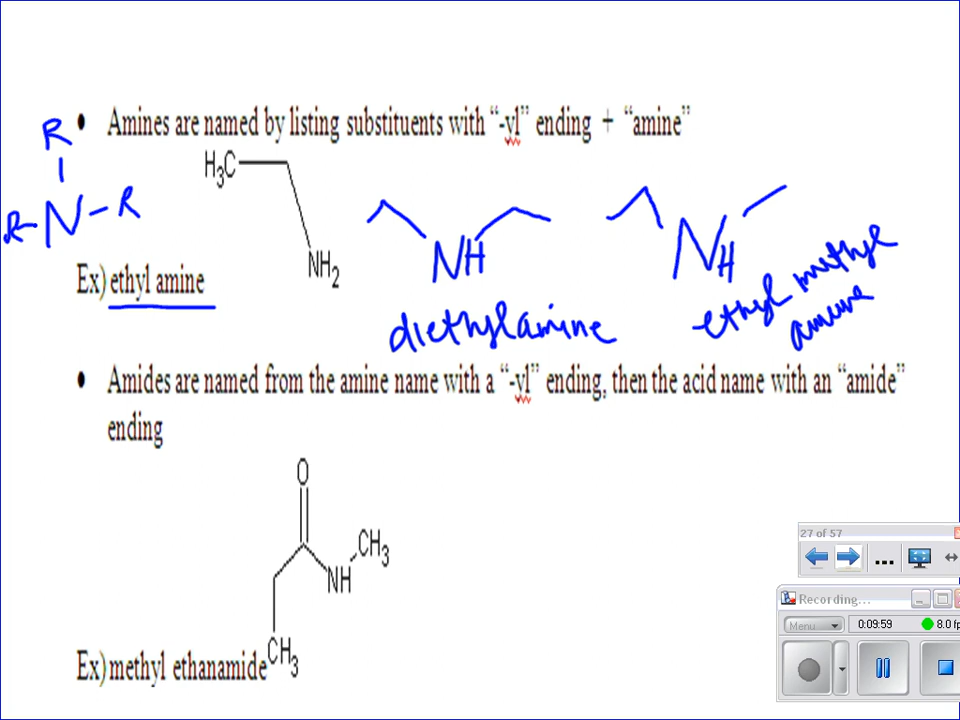 • Amines are named by listing substituents with “-yl” ending + “amine”
R
R-N-R
H3C
NH2
NH
NH
Ex) ethyl amine
diethylamine
ethyl methyl
amine
• Amides are named from the amine name with a “-yl” ending, then the acid name with an “amide”
ending
O
CH3
NH
CH3
Ex) methyl ethanamide
27 of 57
...
Recording...
Menu
0:09:59
8.0 fp